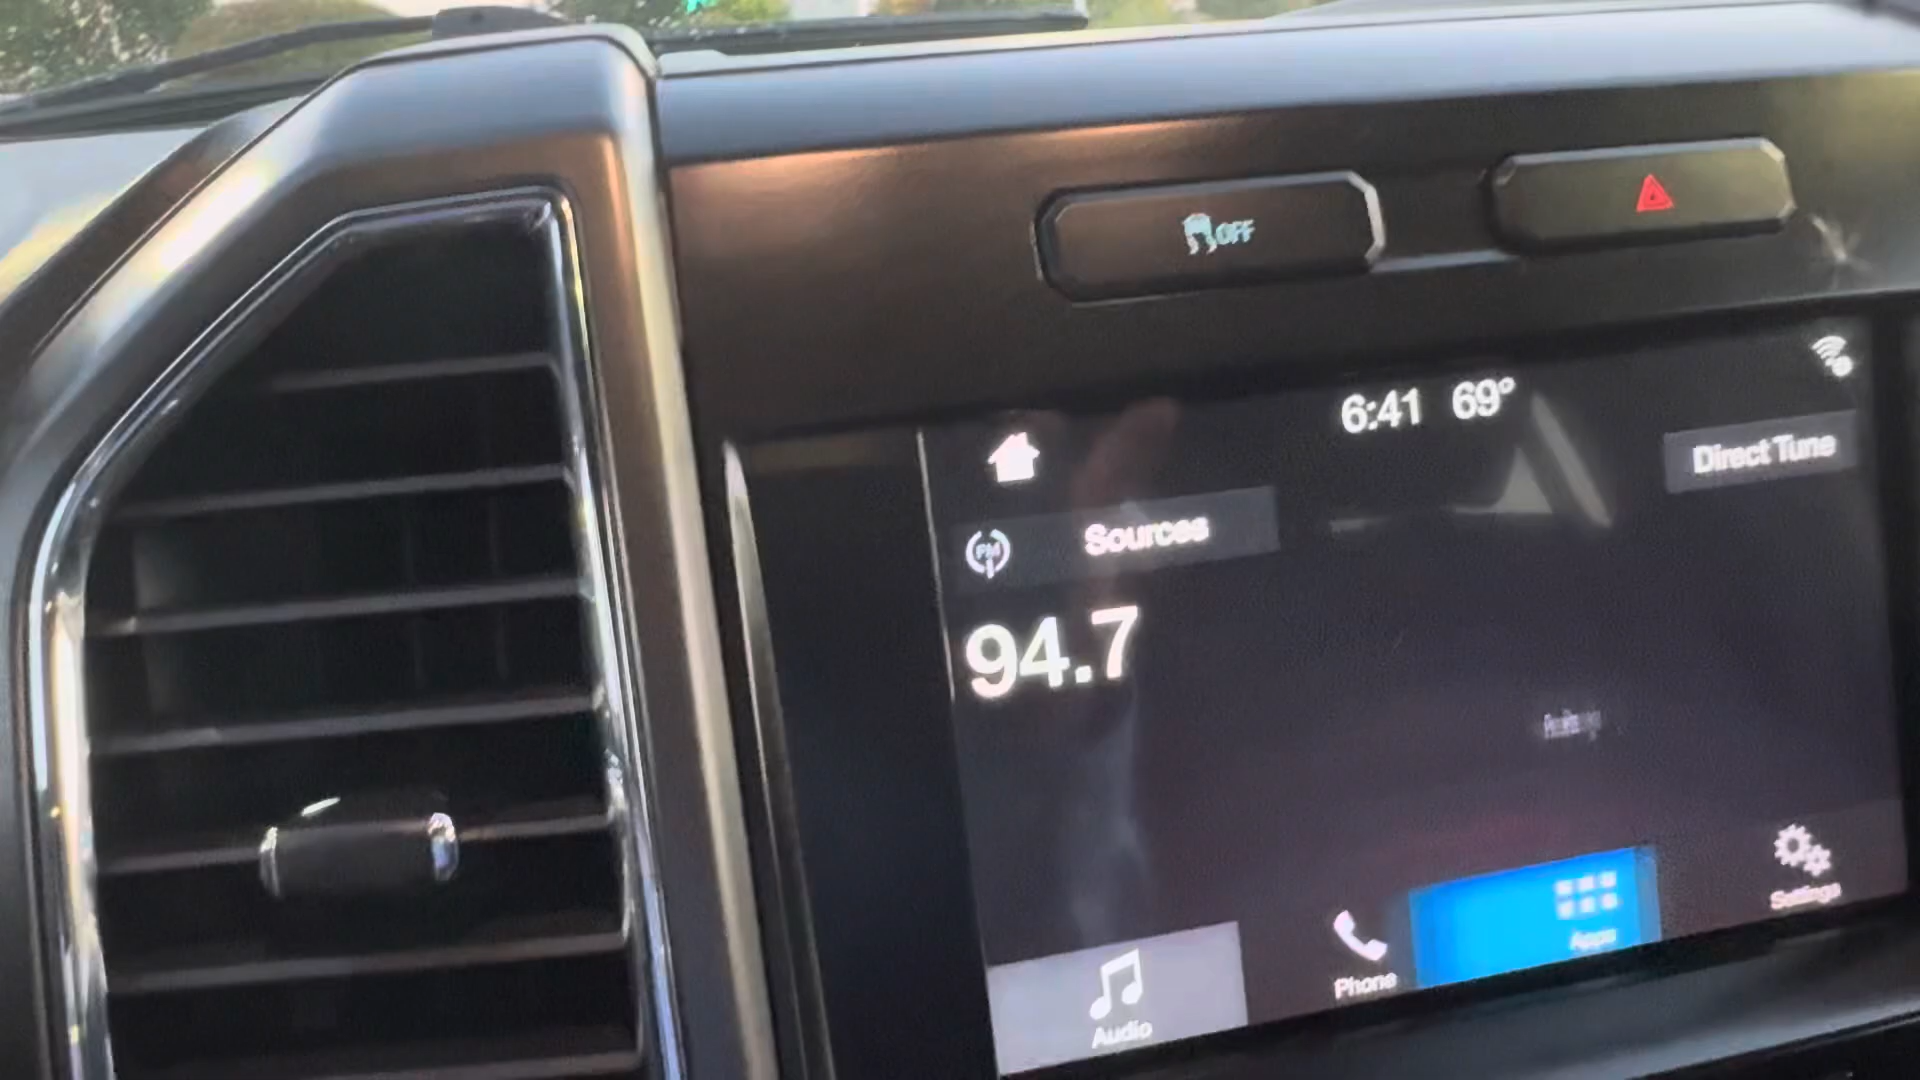 OFF
6:41 69°
Direct Tune
FM
Sources
94.7
Audio
Phone
Apps
Settings